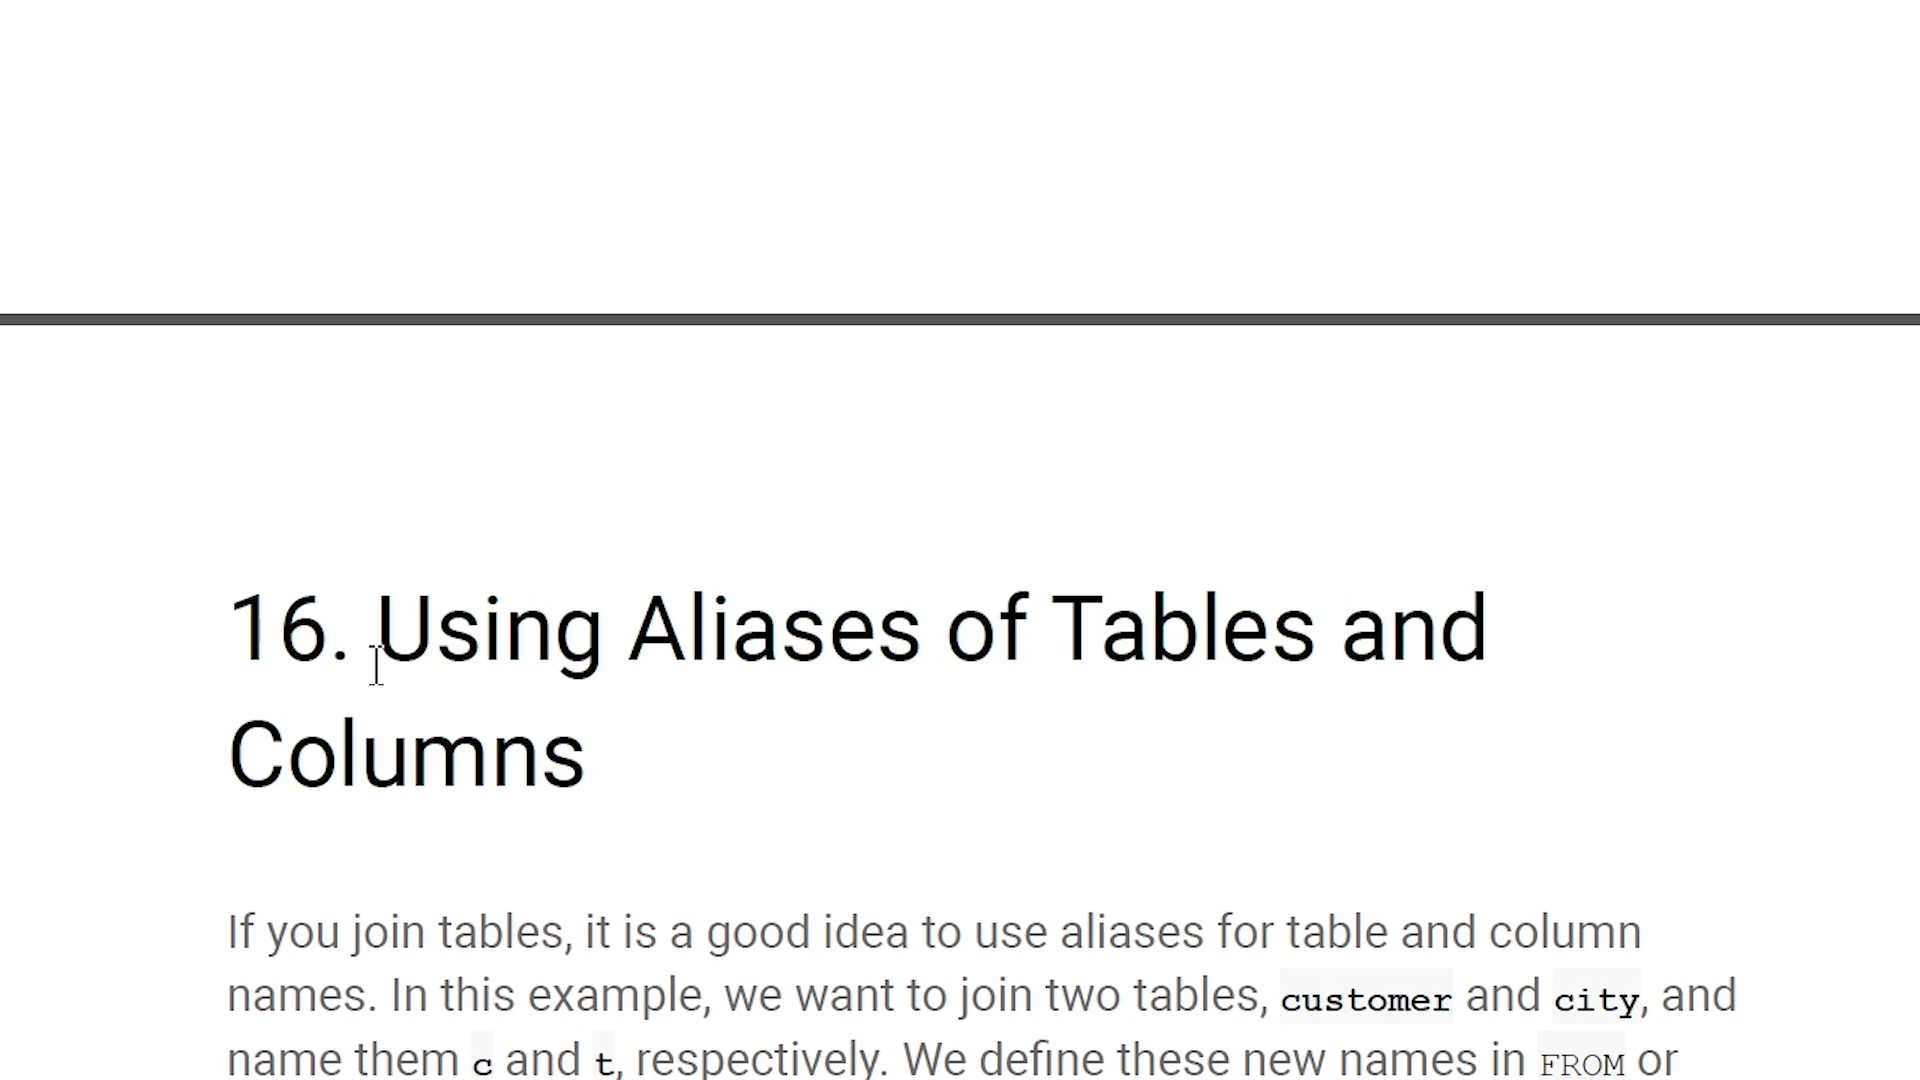 16. Using Aliases of Tables and
Columns
If you join tables, it is a good idea to use aliases for table and column
names. In this example, we want to join two tables, customer and city, and
name them c and t, respectively. We define these new names in FROM or